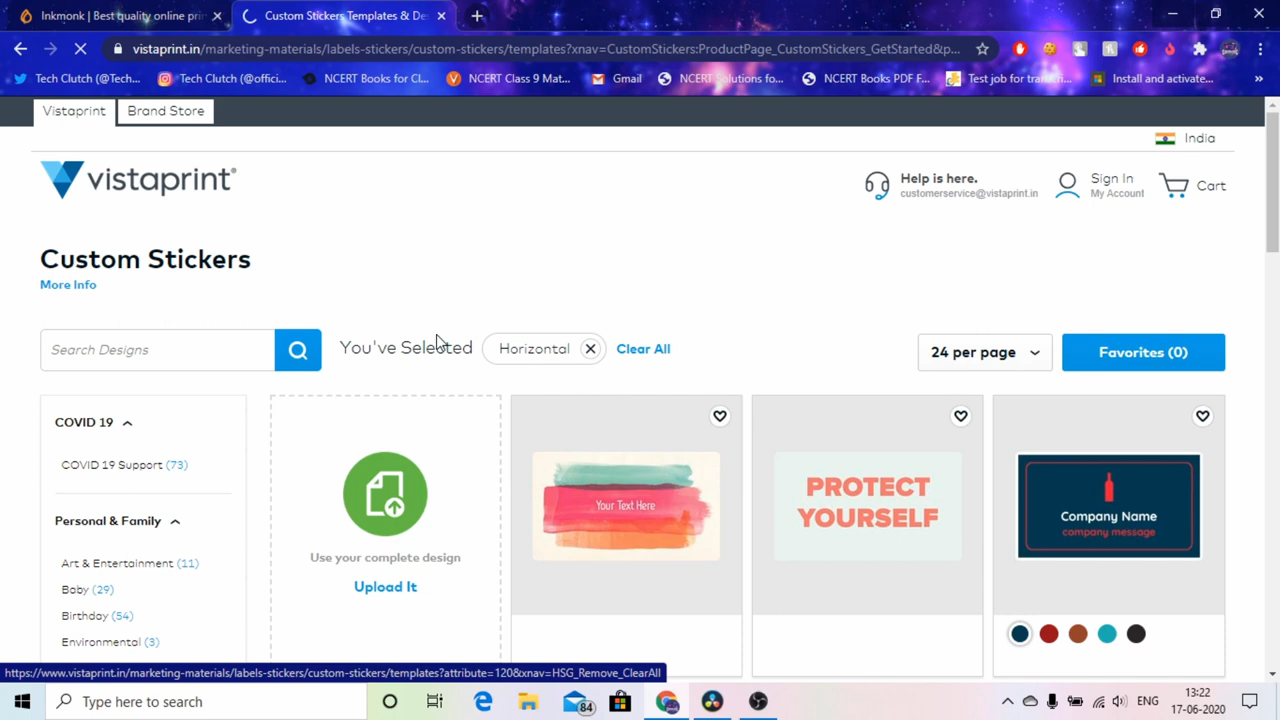 Inkmonk | Best quality online prin
Custom Stickers Templates & Des
vistaprint.in/marketing-materials/labels-stickers/custom-stickers/templates?xnav=CustomStickers:ProductPage_CustomStickers_GetStarted&p...
Tech Clutch (@Tech...
Tech Clutch (@offici...
NCERT Books for Cl...
NCERT Class 9 Mat...
Gmail
NCERT Solutions fo...
NCERT Books PDF F...
Test job for transcri...
Install and activate...
»
Vistaprint
Brand Store
India
vistaprint®
Help is here.
customerservice@vistaprint.in
Sign In
My Account
Cart
Custom Stickers
More Info
Search Designs
You've Selected
Horizontal
Clear All
24 per page
Favorites (0)
COVID 19
COVID 19 Support (73)
Personal & Family
Art & Entertainment (11)
Baby (29)
Birthday (54)
Environmental (3)
Use your complete design
Upload It
Your Text Here
PROTECT
YOURSELF
Company Name
company message
https://www.vistaprint.in/marketing-materials/labels-stickers/custom-stickers/templates?attribute=120&xnav=HSG_Remove_ClearAll
Type here to search
84
ENG
13:22
17-06-2020